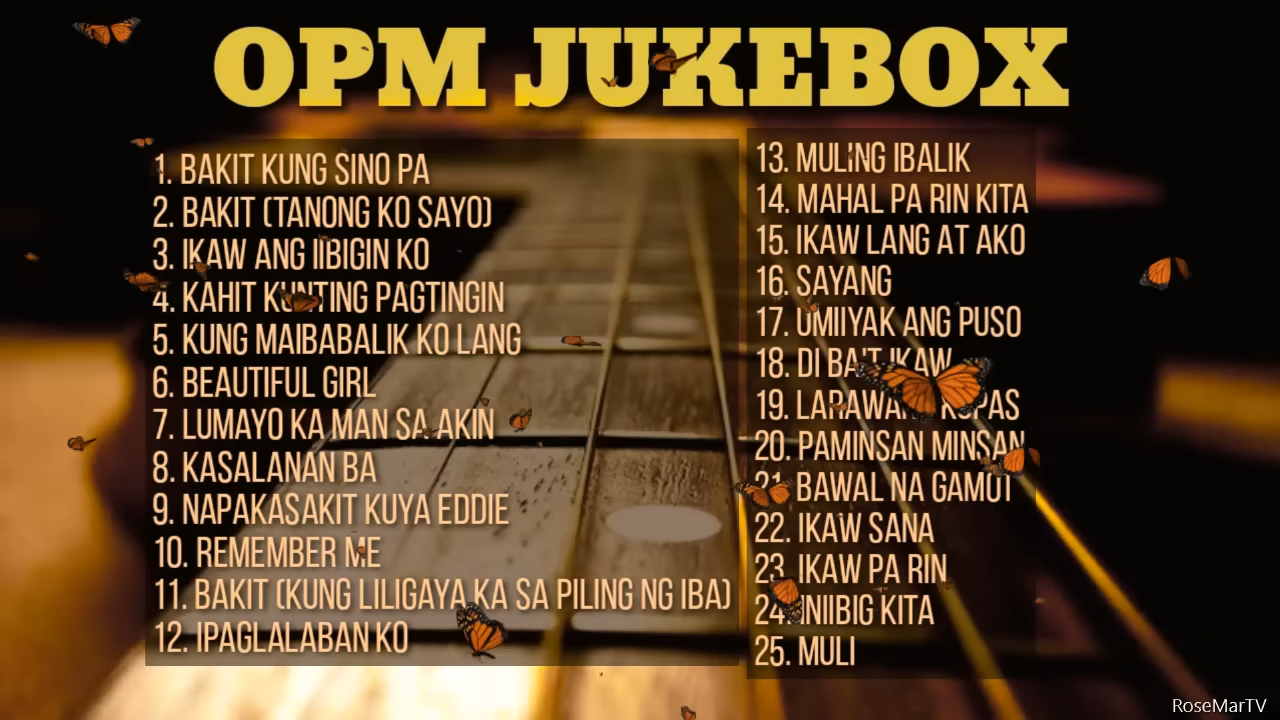 OPM JUKEBOX
1. BAKIT KUNG SINO PA
2. BAKIT (TANONG KO SAYO)
3. IKAW ANG IIBIGIN KO
4. KAHIT KUNTING PAGTINGIN
5. KUNG MAIBABALIK KO LANG
6. BEAUTIFUL GIRL
7. LUMAYO KA MAN SA AKIN
8. KASALANAN BA
9. NAPAKASAKIT KUYA EDDIE
10. REMEMBER ME
11. BAKIT (KUNG LILIGAYA KA SA PILING NG IBA)
12. IPAGLALABAN KO
13. MULING IBALIK
14. MAHAL PA RIN KITA
15. IKAW LANG AT AKO
16. SAYANG
17. UMIIYAK ANG PUSO
18. DI BA'T IKAW
19. LARAWANG KUPAS
20. PAMINSAN MINSAN
21. BAWAL NA GAMOT
22. IKAW SANA
23. IKAW PA RIN
24. INIIBIG KITA
25. MULI
RoseMarTV